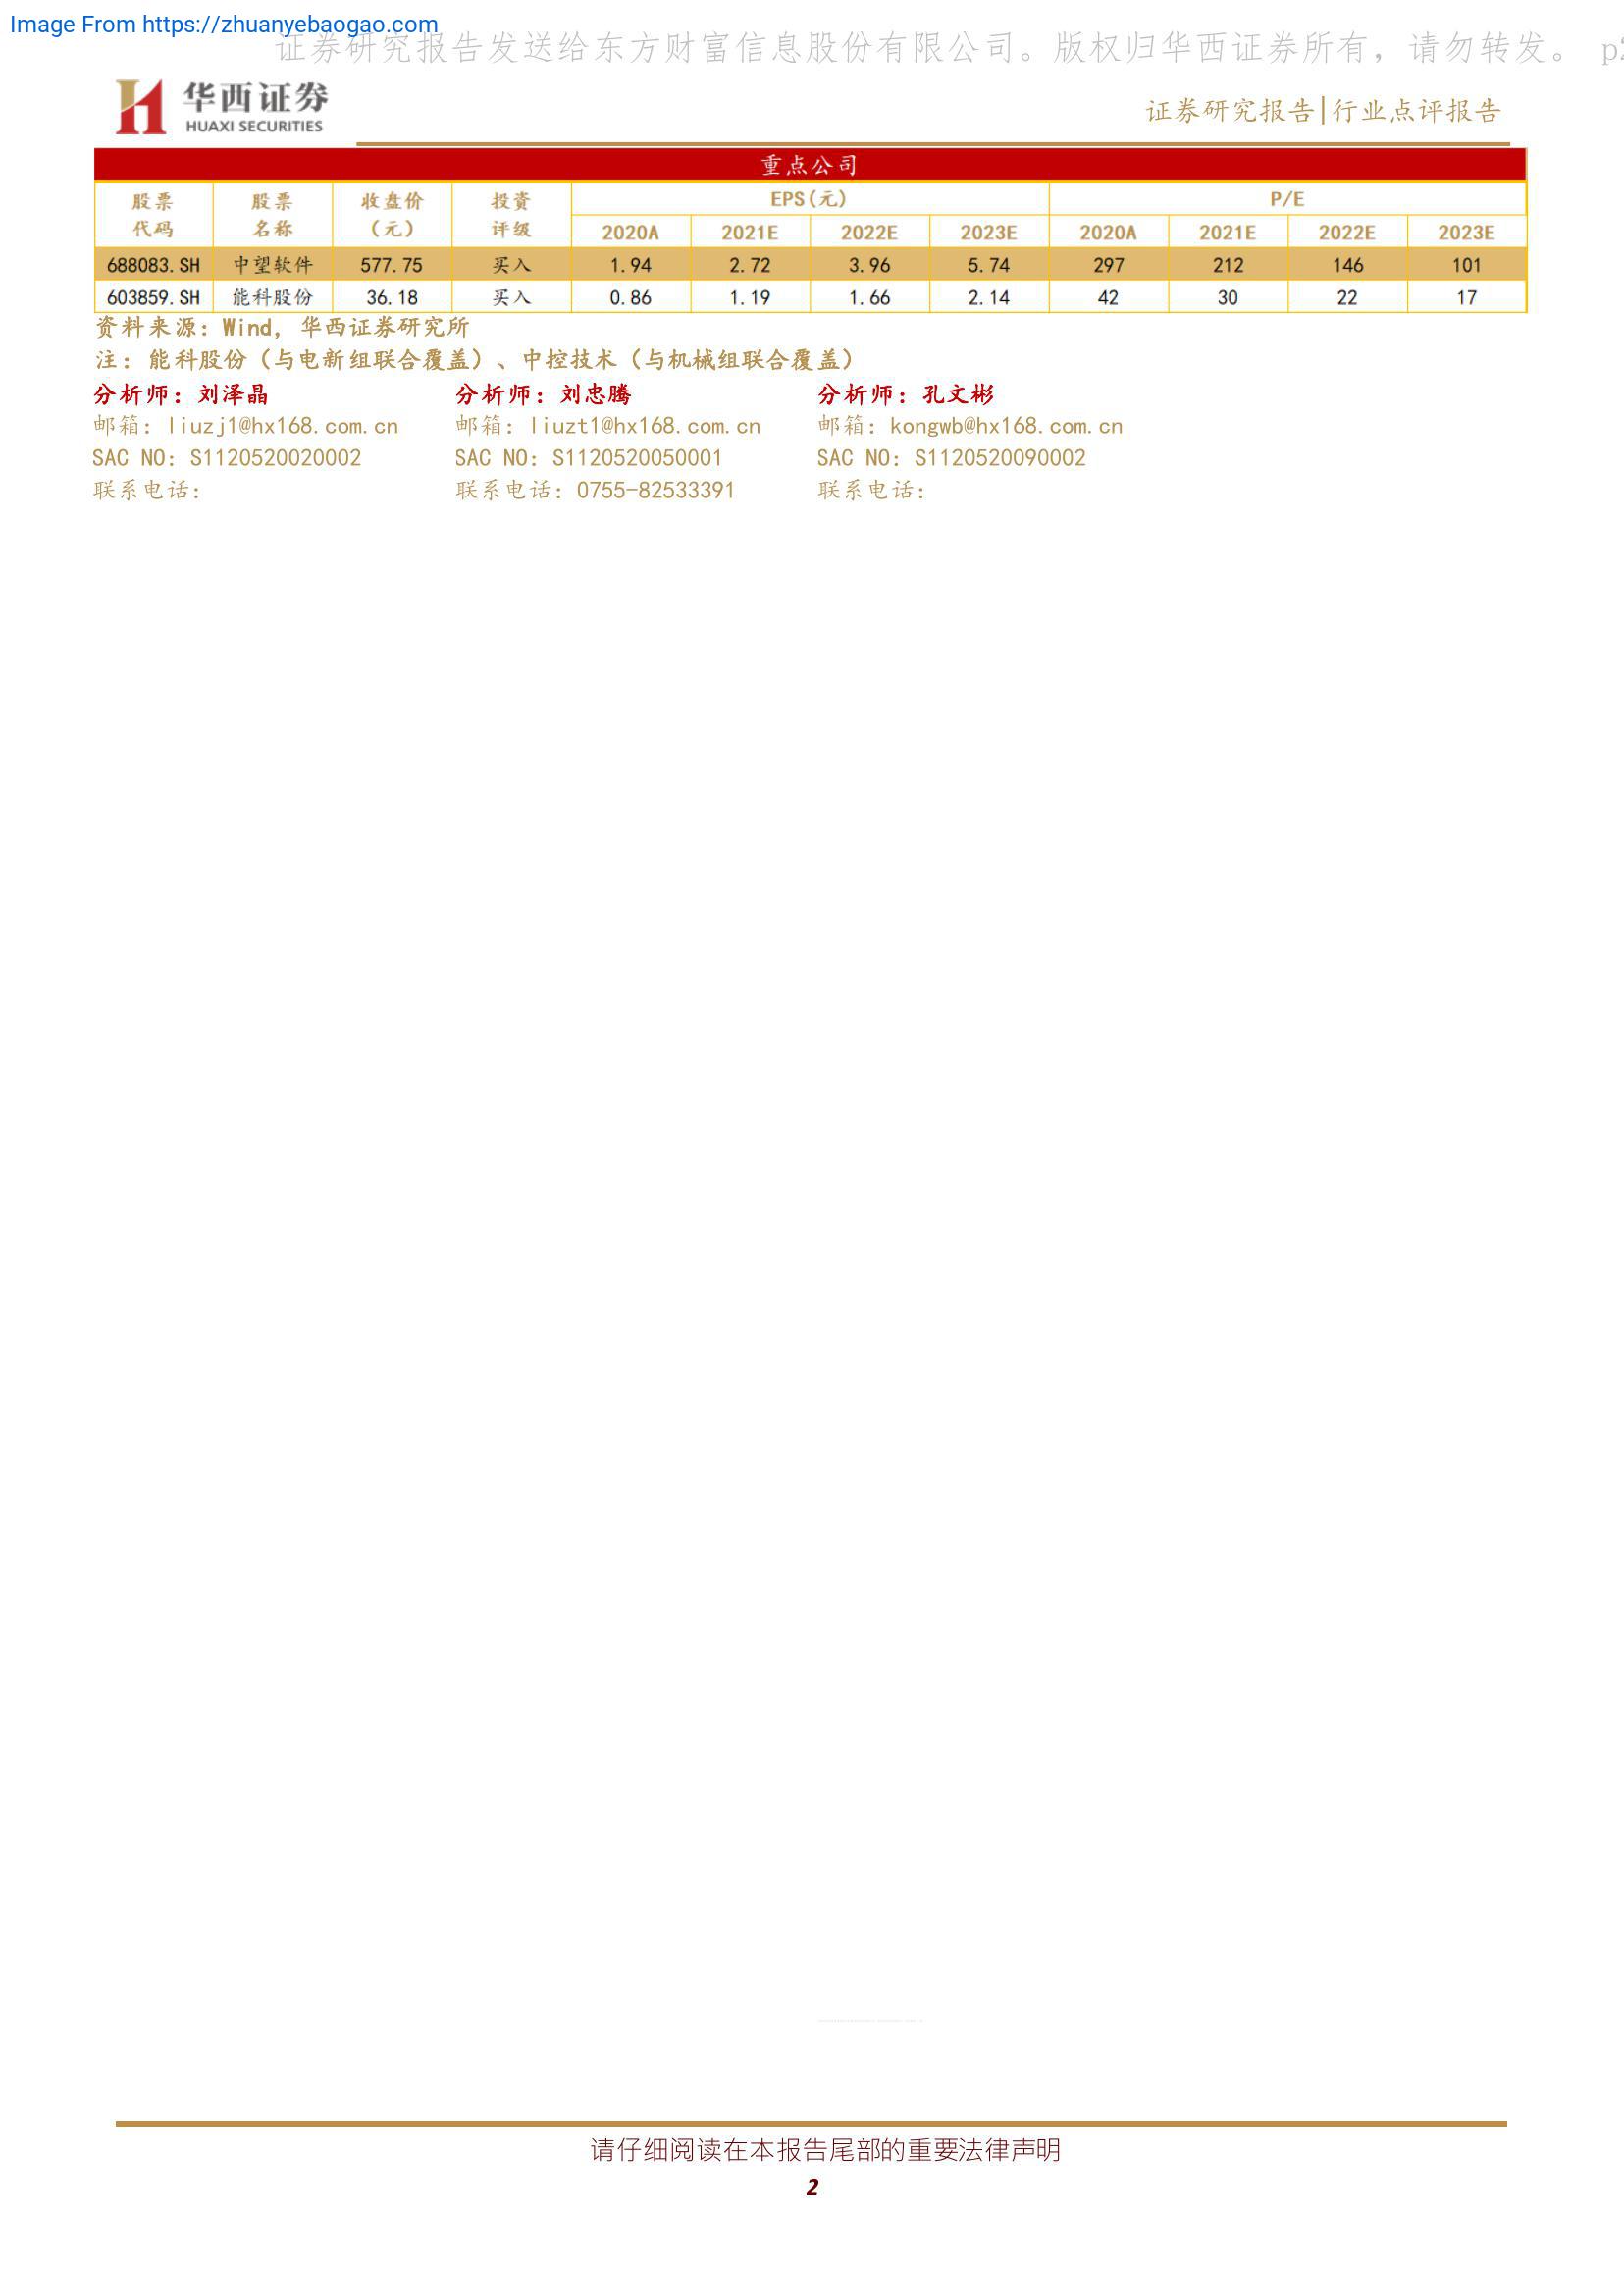 Image From https://zhuanyebaogao.com
证券研究报告发送给东方财富信息股份有限公司。版权归华西证券所有，请勿转发。 p2
华西证券
HUAXI SECURITIES
证券研究报告|行业点评报告
重点公司
股票代码 股票名称 收盘价（元） 投资评级 EPS(元) P/E
2020A 2021E 2022E 2023E 2020A 2021E 2022E 2023E
688083.SH 中望软件 577.75 买入 1.94 2.72 3.96 5.74 297 212 146 101
603859.SH 能科股份 36.18 买入 0.86 1.19 1.66 2.14 42 30 22 17
资料来源：Wind，华西证券研究所
注：能科股份（与电新组联合覆盖）、中控技术（与机械组联合覆盖）
分析师：刘泽晶 分析师：刘忠腾 分析师：孔文彬
邮箱：liuzj1@hx168.com.cn 邮箱：liuzt1@hx168.com.cn 邮箱：kongwb@hx168.com.cn
SAC NO：S1120520020002 SAC NO：S1120520050001 SAC NO：S1120520090002
联系电话： 联系电话：0755-82533391 联系电话：
请仔细阅读在本报告尾部的重要法律声明
2